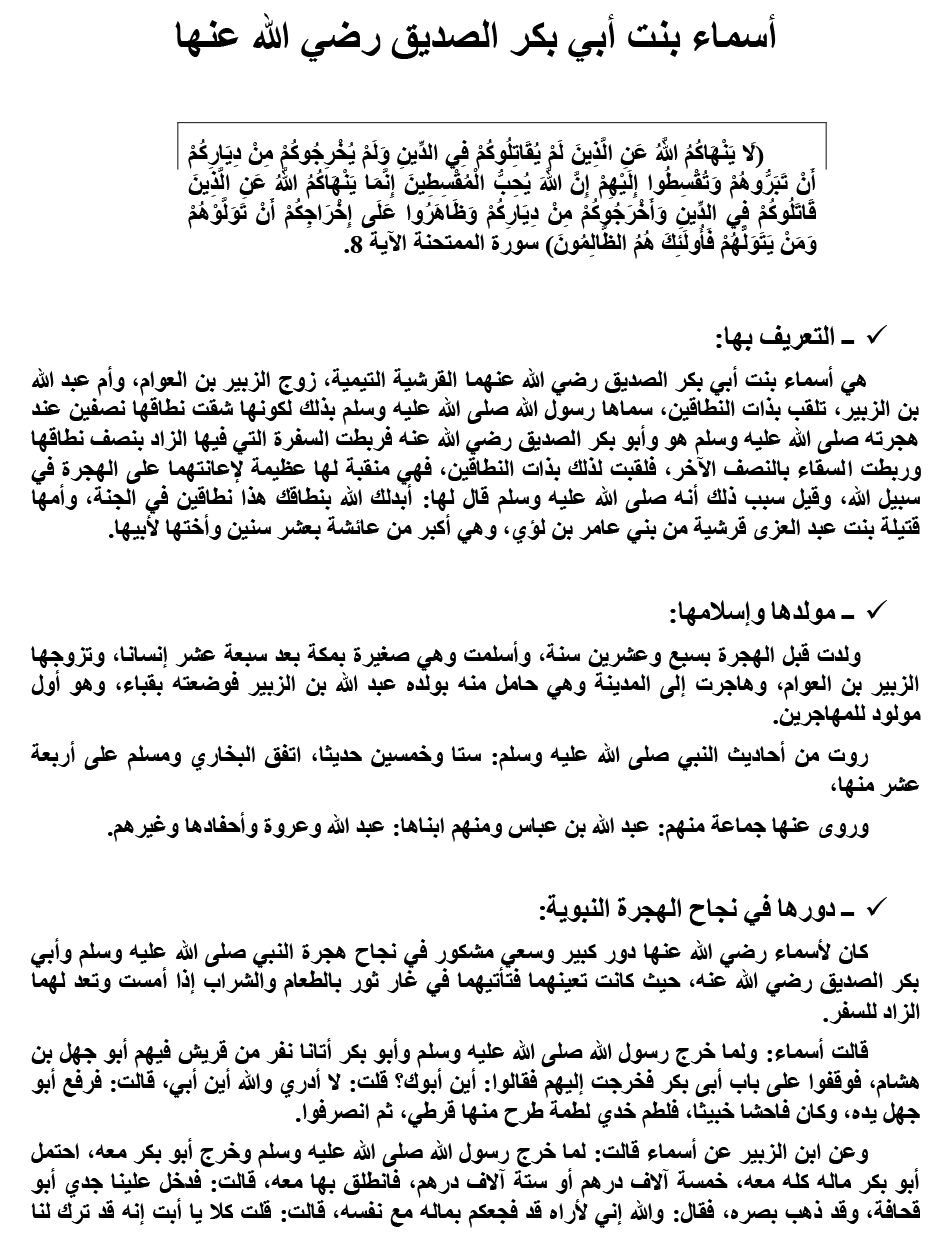 أسماء بنت أبي بكر الصديق رضي الله عنها
(لَا يَنْهَاكُمُ اللَّهُ عَنِ الَّذِينَ لَمْ يُقَاتِلُوكُمْ فِي الدِّينِ وَلَمْ يُخْرِجُوكُمْ مِنْ دِيَارِكُمْ
أَنْ تَبَرُّوهُمْ وَتُقْسِطُوا إِلَيْهِمْ إِنَّ اللَّهَ يُحِبُّ الْمُقْسِطِينَ إِنَّمَا يَنْهَاكُمُ اللَّهُ عَنِ الَّذِينَ
قَاتَلُوكُمْ فِي الدِّينِ وَأَخْرَجُوكُمْ مِنْ دِيَارِكُمْ وَظَاهَرُوا عَلَى إِخْرَاجِكُمْ أَنْ تَوَلَّوْهُمْ
وَمَنْ يَتَوَلَّهُمْ فَأُولَئِكَ هُمُ الظَّالِمُونَ) سورة الممتحنة الآية 8.
✓ – التعريف بها:
هي أسماء بنت أبي بكر الصديق رضي الله عنهما القرشية التيمية، زوج الزبير بن العوام، وأم عبد الله
بن الزبير، تلقب بذات النطاقين، سماها رسول الله صلى الله عليه وسلم بذلك لكونها شقت نطاقها نصفين عند
هجرته صلى الله عليه وسلم هو وأبو بكر الصديق رضي الله عنه فربطت السفرة التي فيها الزاد بنصف نطاقها
وربطت السقاء بالنصف الآخر، فلقبت لذلك بذات النطاقين، فهي منقبة لها عظيمة لإعانتهما على الهجرة في
سبيل الله، وقيل سبب ذلك أنه صلى الله عليه وسلم قال لها: أبدلك الله بنطاقك هذا نطاقين في الجنة، وأمها
قتيلة بنت عبد العزى قرشية من بني عامر بن لؤي، وهي أكبر من عائشة بعشر سنين وأختها لأبيها.
✓ – مولدها وإسلامها:
ولدت قبل الهجرة بسبع وعشرين سنة، وأسلمت وهي صغيرة بمكة بعد سبعة عشر إنسانا، وتزوجها
الزبير بن العوام، وهاجرت إلى المدينة وهي حامل منه بولده عبد الله بن الزبير فوضعته بقباء، وهو أول
مولود للمهاجرين.
روت من أحاديث النبي صلى الله عليه وسلم: ستا وخمسين حديثا، اتفق البخاري ومسلم على أربعة
عشر منها،
وروى عنها جماعة منهم: عبد الله بن عباس ومنهم ابناها: عبد الله وعروة وأحفادها وغيرهم.
✓ – دورها في نجاح الهجرة النبوية:
كان لأسماء رضي الله عنها دور كبير وسعي مشكور في نجاح هجرة النبي صلى الله عليه وسلم وأبي
بكر الصديق رضي الله عنه، حيث كانت تعينهما فتأتيهما في غار ثور بالطعام والشراب إذا أمست وتعد لهما
الزاد للسفر.
قالت أسماء: ولما خرج رسول الله صلى الله عليه وسلم وأبو بكر أتانا نفر من قريش فيهم أبو جهل بن
هشام، فوقفوا على باب أبى بكر فخرجت إليهم فقالوا: أين أبوك؟ قلت: لا أدري والله أين أبي، قالت: فرفع أبو
جهل يده، وكان فاحشا خبيثا، فلطم خدي لطمة طرح منها قرطي، ثم انصرفوا.
وعن ابن الزبير عن أسماء قالت: لما خرج رسول الله صلى الله عليه وسلم وخرج أبو بكر معه، احتمل
أبو بكر ماله كله معه، خمسة آلاف درهم أو ستة آلاف درهم، فانطلق بها معه، قالت: فدخل علينا جدي أبو
قحافة، وقد ذهب بصره، فقال: والله إني لأراه قد فجعكم بماله مع نفسه، قالت: قلت كلا يا أبت إنه قد ترك لنا